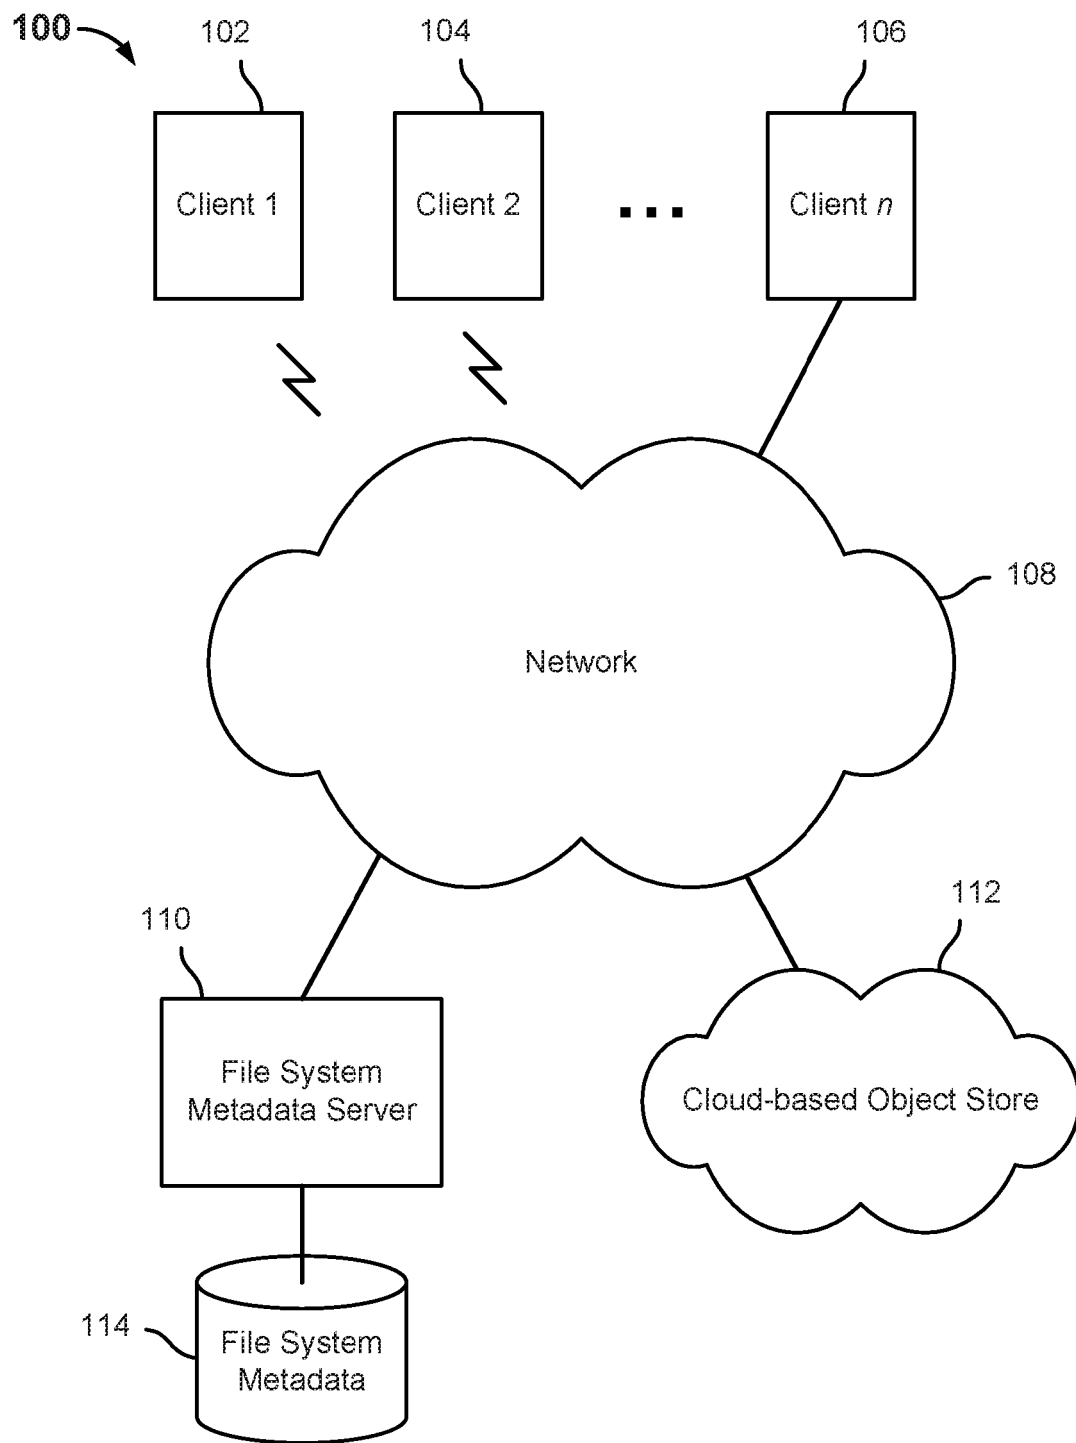 100
102
104
106
Client 1
Client 2
...
Client n
108
Network
110
112
File System
Metadata Server
Cloud-based Object Store
114
File System
Metadata